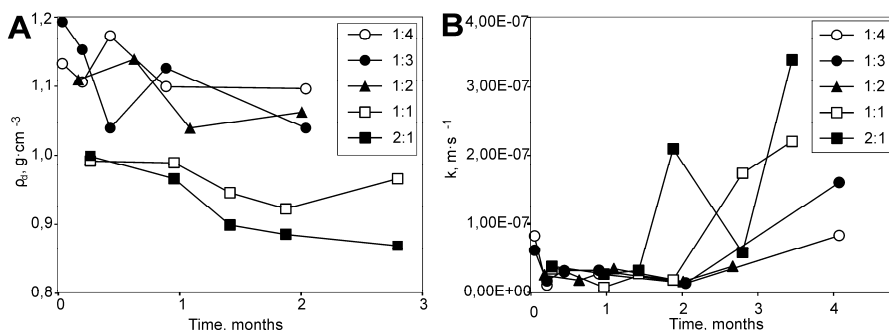 A
1,2
1,1
1,0
0,9
0,8
ρd, g·cm⁻³
0
1
2
3
Time, months
1:4
1:3
1:2
1:1
2:1
B
4,00E-07
3,00E-07
2,00E-07
1,00E-07
0,00E+00
k, m·s⁻¹
0
1
2
3
4
Time, months
1:4
1:3
1:2
1:1
2:1